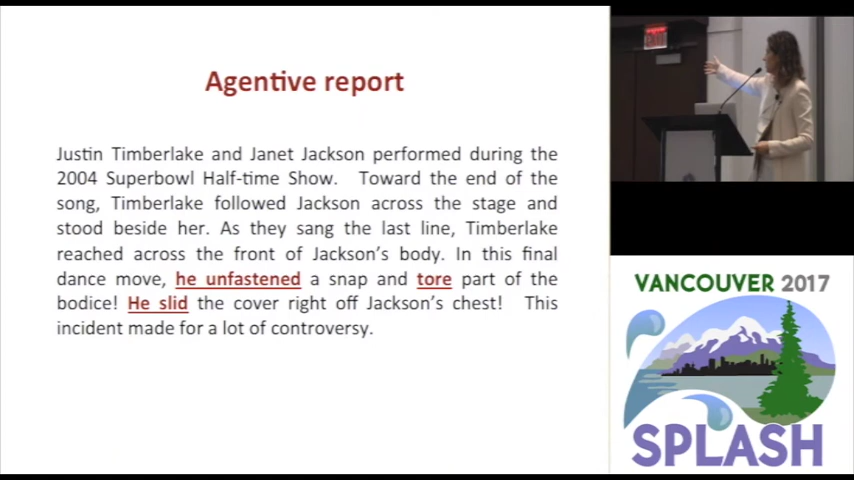 Agentive report
Justin Timberlake and Janet Jackson performed during the
2004 Superbowl Half-time Show. Toward the end of the
song, Timberlake followed Jackson across the stage and
stood beside her. As they sang the last line, Timberlake
reached across the front of Jackson's body. In this final
dance move, he unfastened a snap and tore part of the
bodice! He slid the cover right off Jackson's chest! This
incident made for a lot of controversy.
EXIT
VANCOUVER 2017
SPLASH